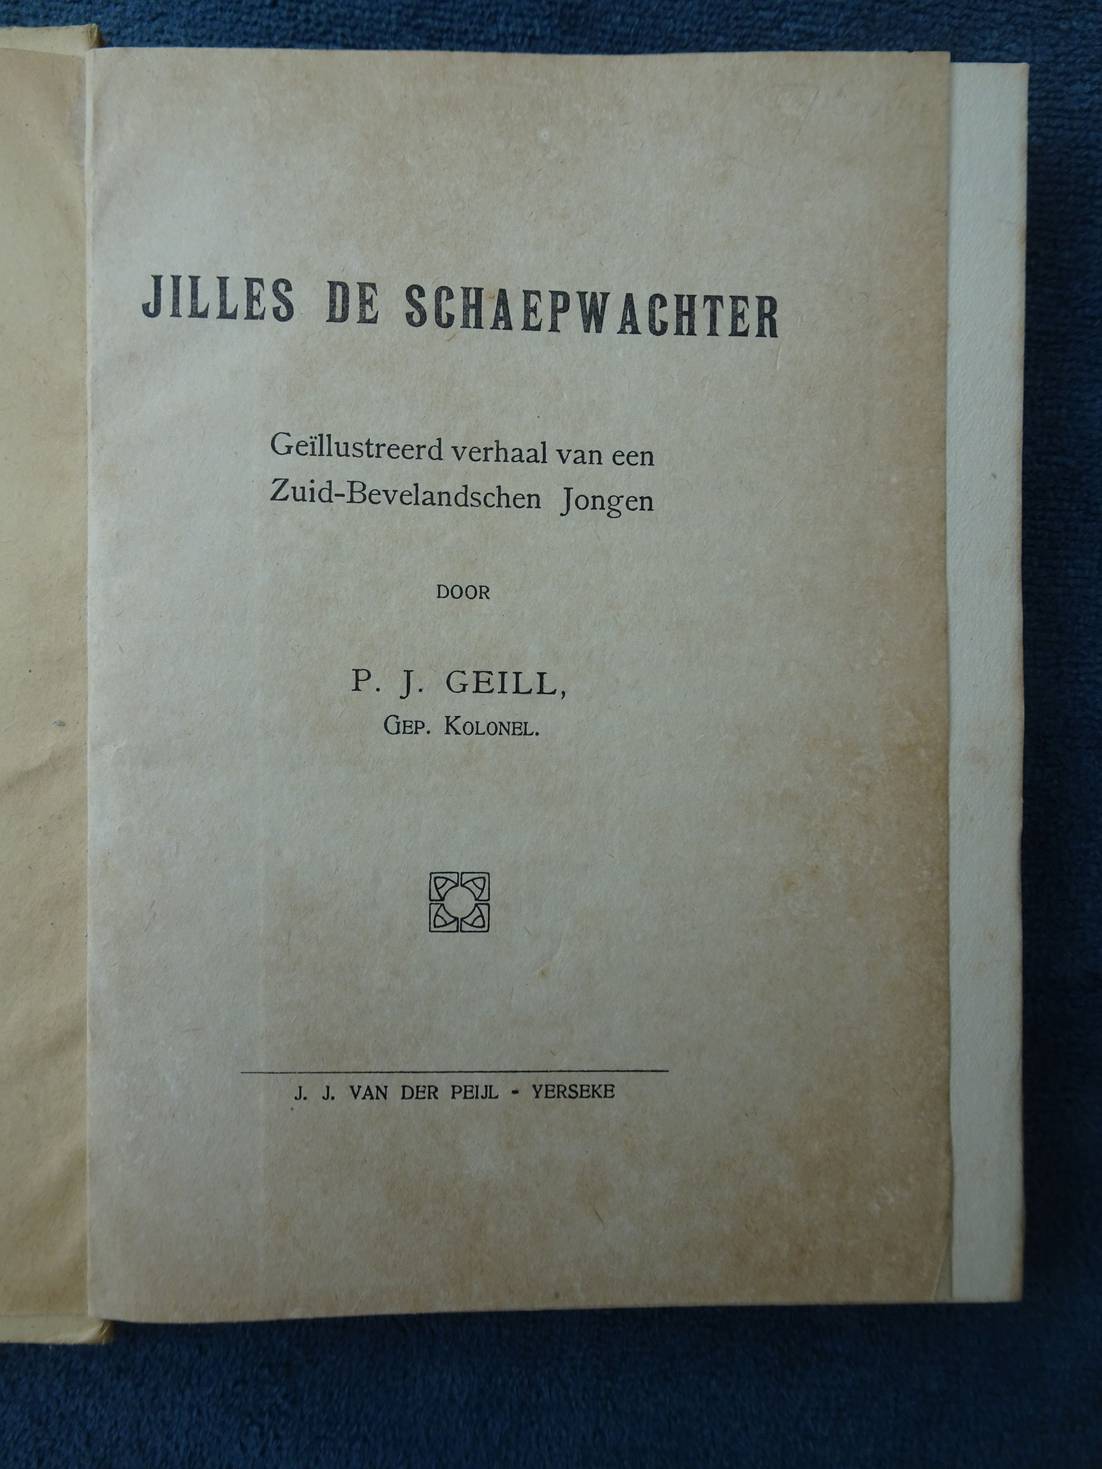 JILLES DE SCHAEPWACHTER
Geïllustreerd verhaal van een
Zuid-Bevelandschen Jongen
DOOR
P. J. GEILL,
GEP. KOLONEL.
J. J. VAN DER PEIJL - YERSEKE